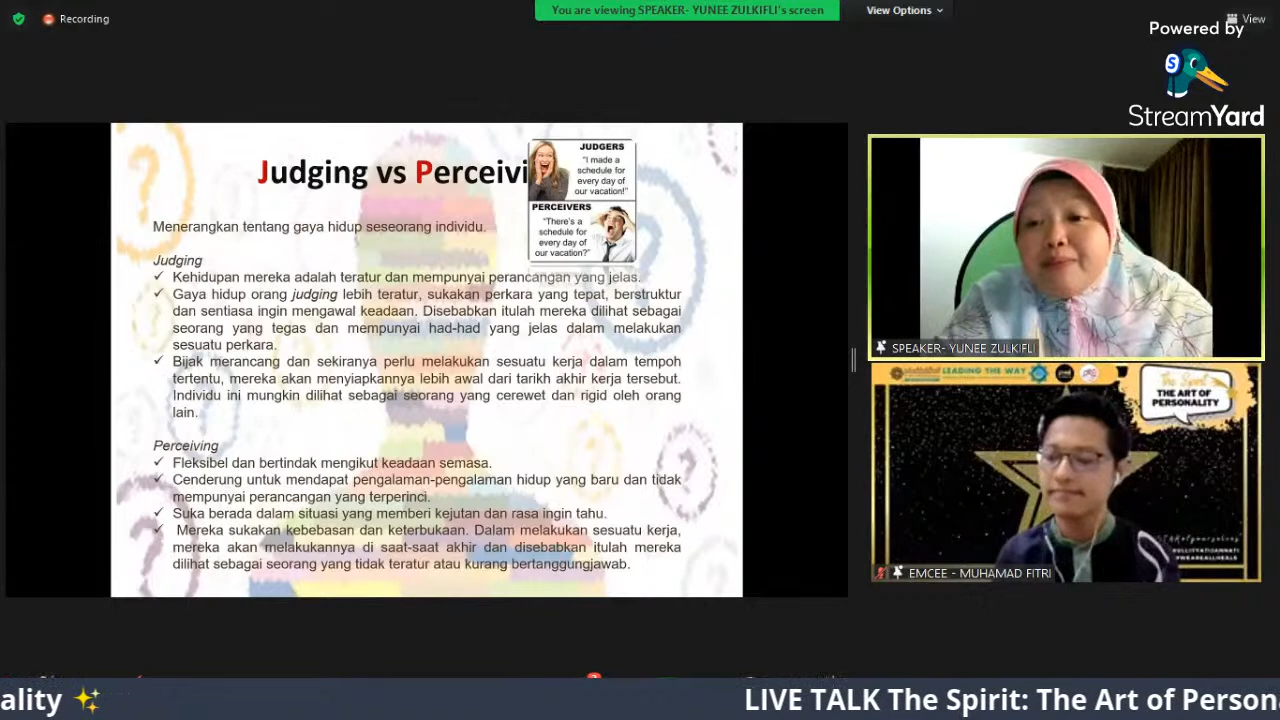 Recording
You are viewing SPEAKER- YUNEE ZULKIFLI's screen
View Options
View
Powered by
StreamYard
Judging vs Perceivi
JUDGERS
"I made a
schedule for
every day of
our vacation!"
PERCEIVERS
"There's a
schedule for
every day of
our vacation?"
Menerangkan tentang gaya hidup seseorang individu.
Judging
✓ Kehidupan mereka adalah teratur dan mempunyai perancangan yang jelas.
✓ Gaya hidup orang judging lebih teratur, sukakan perkara yang tepat, berstruktur
dan sentiasa ingin mengawal keadaan. Disebabkan itulah mereka dilihat sebagai
seorang yang tegas dan mempunyai had-had yang jelas dalam melakukan
sesuatu perkara.
✓ Bijak merancang dan sekiranya perlu melakukan sesuatu kerja dalam tempoh
tertentu, mereka akan menyiapkannya lebih awal dari tarikh akhir kerja tersebut.
Individu ini mungkin dilihat sebagai seorang yang cerewet dan rigid oleh orang
lain.
Perceiving
✓ Fleksibel dan bertindak mengikut keadaan semasa.
✓ Cenderung untuk mendapat pengalaman-pengalaman hidup yang baru dan tidak
mempunyai perancangan yang terperinci.
✓ Suka berada dalam situasi yang memberi kejutan dan rasa ingin tahu.
✓ Mereka sukakan kebebasan dan keterbukaan. Dalam melakukan sesuatu kerja,
mereka akan melakukannya di saat-saat akhir dan disebabkan itulah mereka
dilihat sebagai seorang yang tidak teratur atau kurang bertanggungjawab.
SPEAKER- YUNEE ZULKIFLI
LEADING THE WAY
The Spirit
THE ART OF
PERSONALITY
EMCEE - MUHAMAD FITRI
ality ✨
LIVE TALK The Spirit: The Art of Person